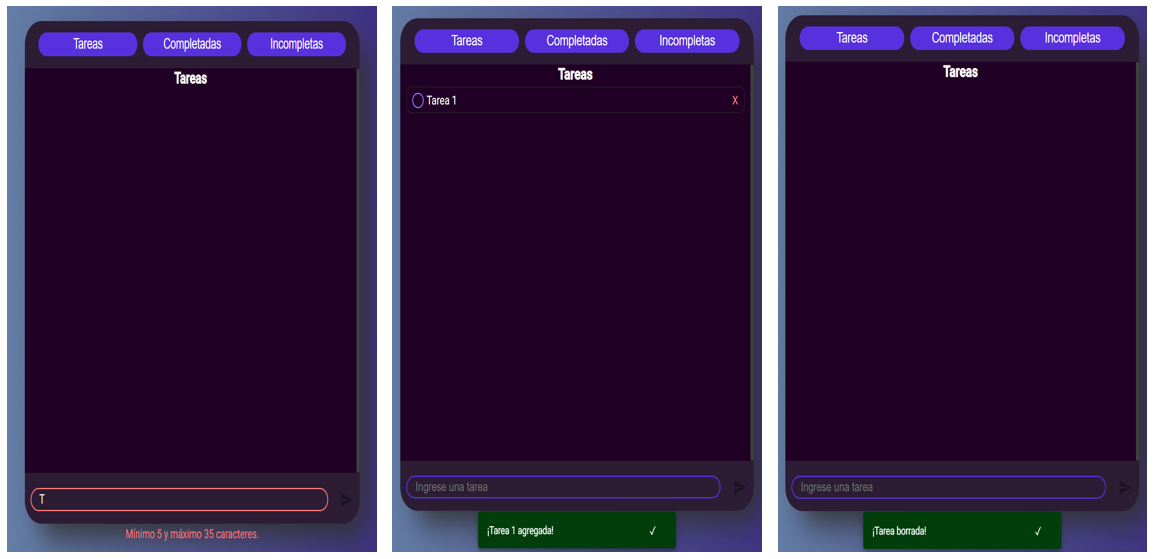 Tareas Completadas Incompletas
Tareas
T
Mínimo 5 y máximo 35 caracteres.
Tareas Completadas Incompletas
Tareas
Tarea 1 X
Ingrese una tarea
¡Tarea 1 agregada! ✓
Tareas Completadas Incompletas
Tareas
Ingrese una tarea
¡Tarea borrada! ✓